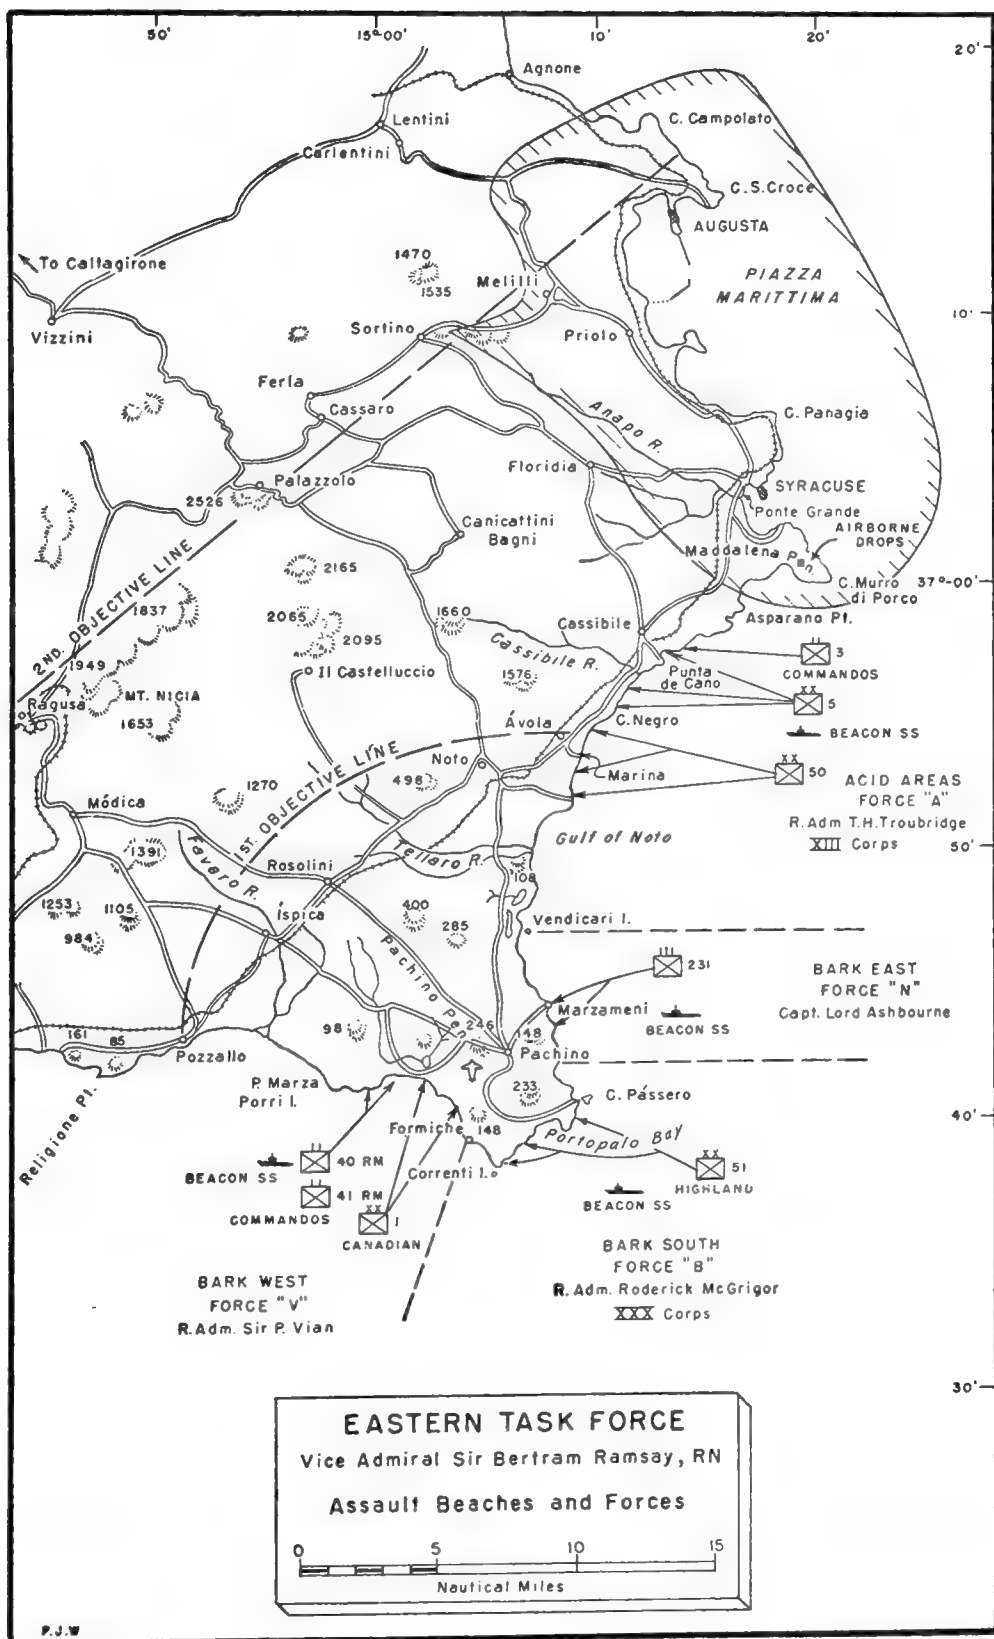 50'
15°00'
10'
20'
20'
Agnone
C. Campolato
Lentini
Carlentini
C.S.Croce
AUGUSTA
To Caltagirone
1470
1535
Melilli
PIAZZA
MARITTIMA
10'
Vizzini
Sortino
Priolo
Ferla
Cassaro
Anapo R.
C. Panagia
Floridia
Palazzolo
2526
SYRACUSE
Ponte Grande
Canicattini
Bagni
AIRBORNE
DROPS
Maddalena Pen.
2165
C. Murro
di Porco
37°-00'
2ND. OBJECTIVE LINE
1837
2065
2095
1660
Cassibile
Asparano Pt.
Cassibile R.
3
COMMANDOS
1949
Il Castelluccio
1576
Punta
de Cano
XX
5
Ragusa
MT. NICIA
1653
C. Negro
BEACON SS
Ávola
1ST. OBJECTIVE LINE
Noto
498
Marina
XX
50
ACID AREAS
FORCE "A"
R. Adm T.H. Troubridge
XIII Corps
1270
Módica
Gulf of Noto
50'
1391
Favaro R.
Rosolini
Tellaro R.
108
1253
1105
984
Íspica
400
285
Vendicari I.
Pachino Pen.
231
BARK EAST
FORCE "N"
Capt. Lord Ashbourne
Marzameni
BEACON SS
161
85
98
246
148
Pozzallo
Pachino
233
C. Pássero
P. Marza
Porri I.
40'
Religione Pt.
Formiche
148
Portopalo Bay
40 RM
BEACON SS
Correnti I.
XX
51
HIGHLAND
41 RM
COMMANDOS
BEACON SS
XX
1
CANADIAN
BARK SOUTH
FORCE "B"
R. Adm. Roderick McGrigor
XXX Corps
BARK WEST
FORCE "V"
R. Adm. Sir P. Vian
30'
EASTERN TASK FORCE
Vice Admiral Sir Bertram Ramsay, RN
Assault Beaches and Forces
0 5 10 15
Nautical Miles
P.J.W